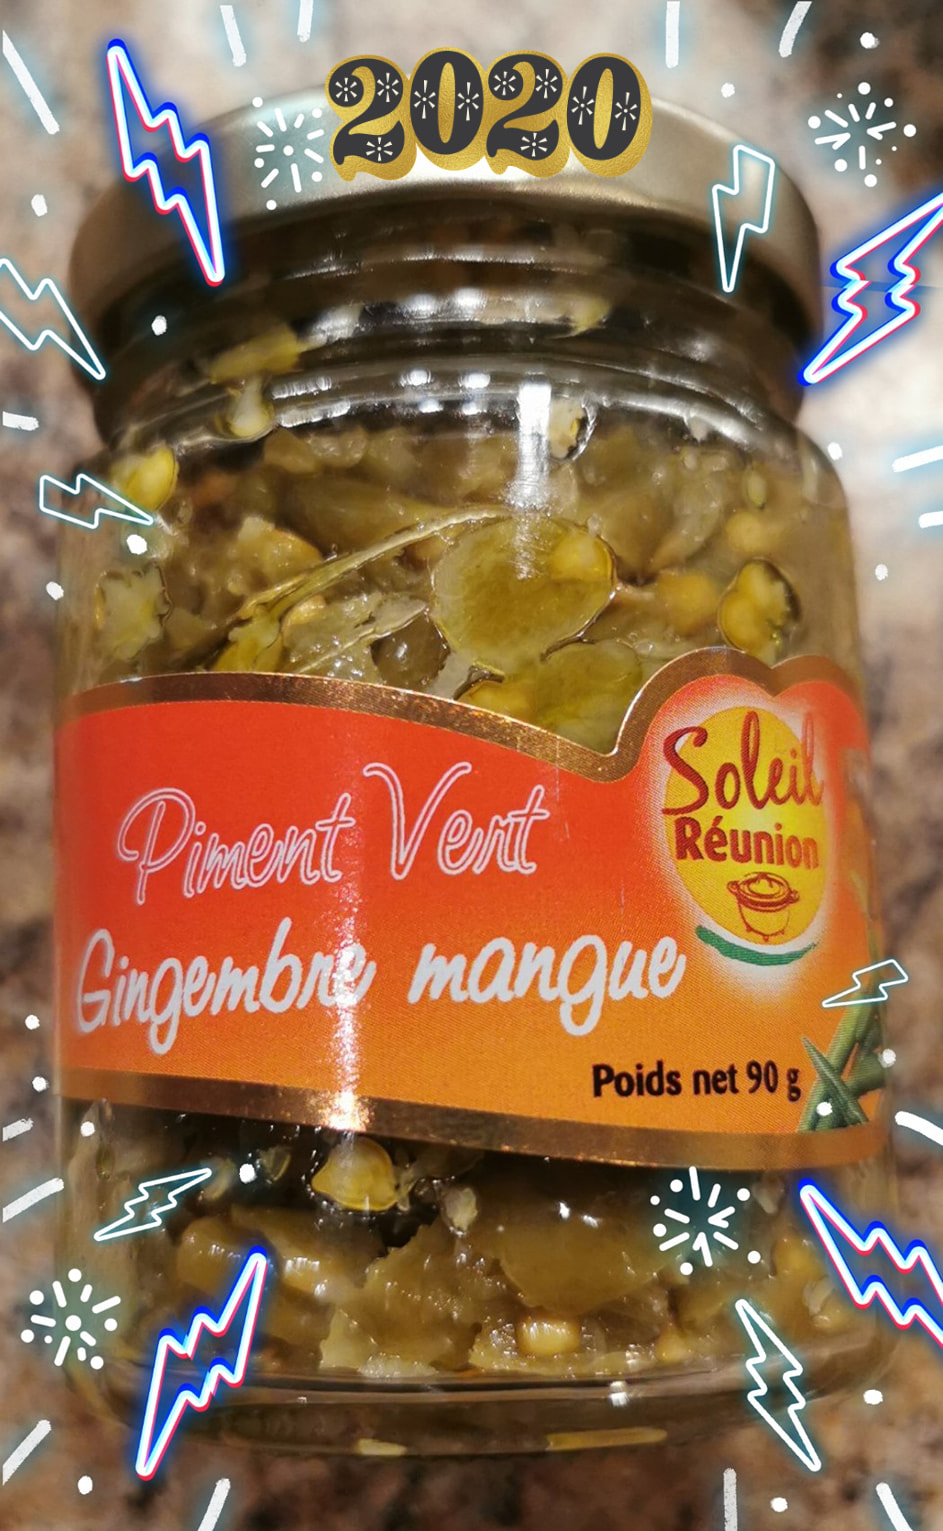 2020
Soleil
Réunion
Piment Vert
Gingembre mangue
Poids net 90 g